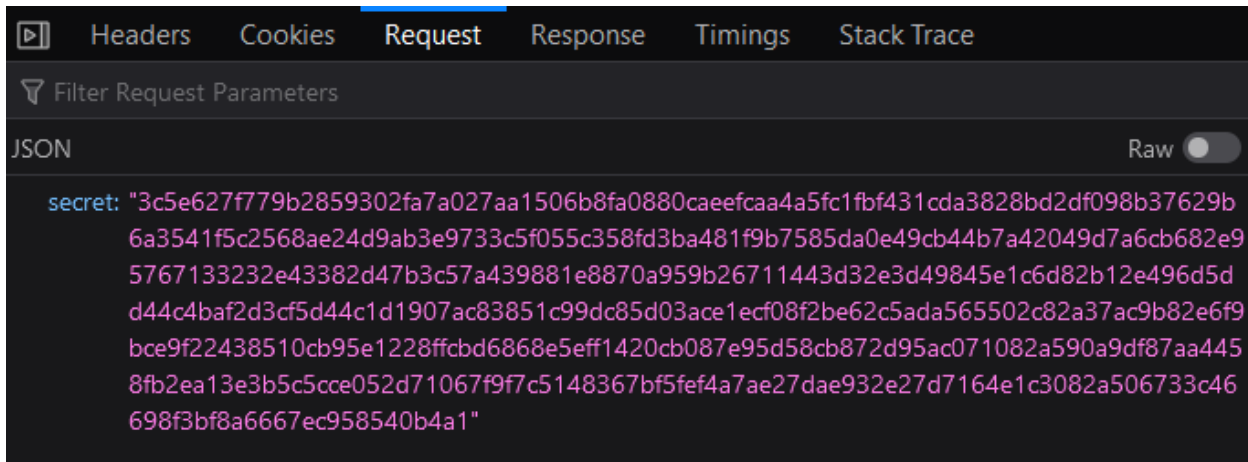 Headers Cookies Request Response Timings Stack Trace
Filter Request Parameters
JSON Raw
secret: "3c5e627f779b2859302fa7a027aa1506b8fa0880caeefcaa4a5fc1fbf431cda3828bd2df098b37629b
6a3541f5c2568ae24d9ab3e9733c5f055c358fd3ba481f9b7585da0e49cb44b7a42049d7a6cb682e9
5767133232e43382d47b3c57a439881e8870a959b26711443d32e3d49845e1c6d82b12e496d5d
d44c4baf2d3cf5d44c1d1907ac83851c99dc85d03ace1ecf08f2be62c5ada565502c82a37ac9b82e6f9
bce9f22438510cb95e1228ffcbd6868e5eff1420cb087e95d58cb872d95ac071082a590a9df87aa445
8fb2ea13e3b5c5cce052d71067f9f7c5148367bf5fef4a7ae27dae932e27d7164e1c3082a506733c46
698f3bf8a6667ec958540b4a1"